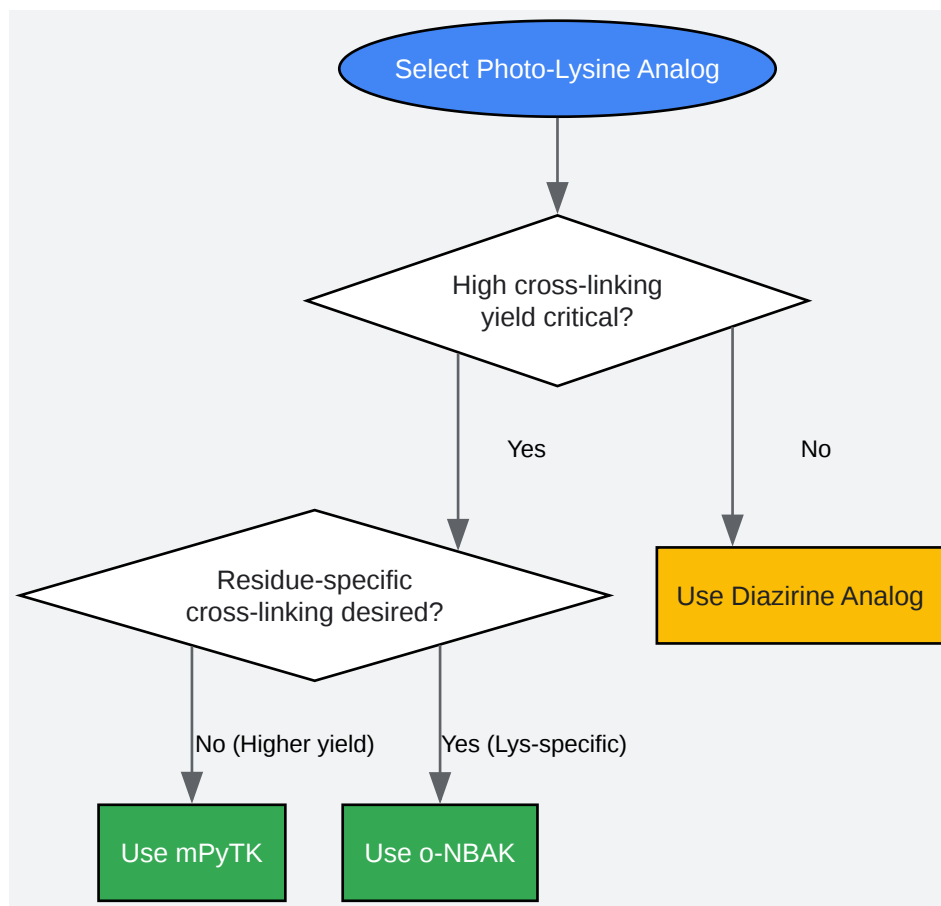 Select Photo-Lysine Analog
High cross-linking
yield critical?
Yes
No
Residue-specific
cross-linking desired?
Use Diazirine Analog
No (Higher yield)
Yes (Lys-specific)
Use mPyTK
Use o-NBAK